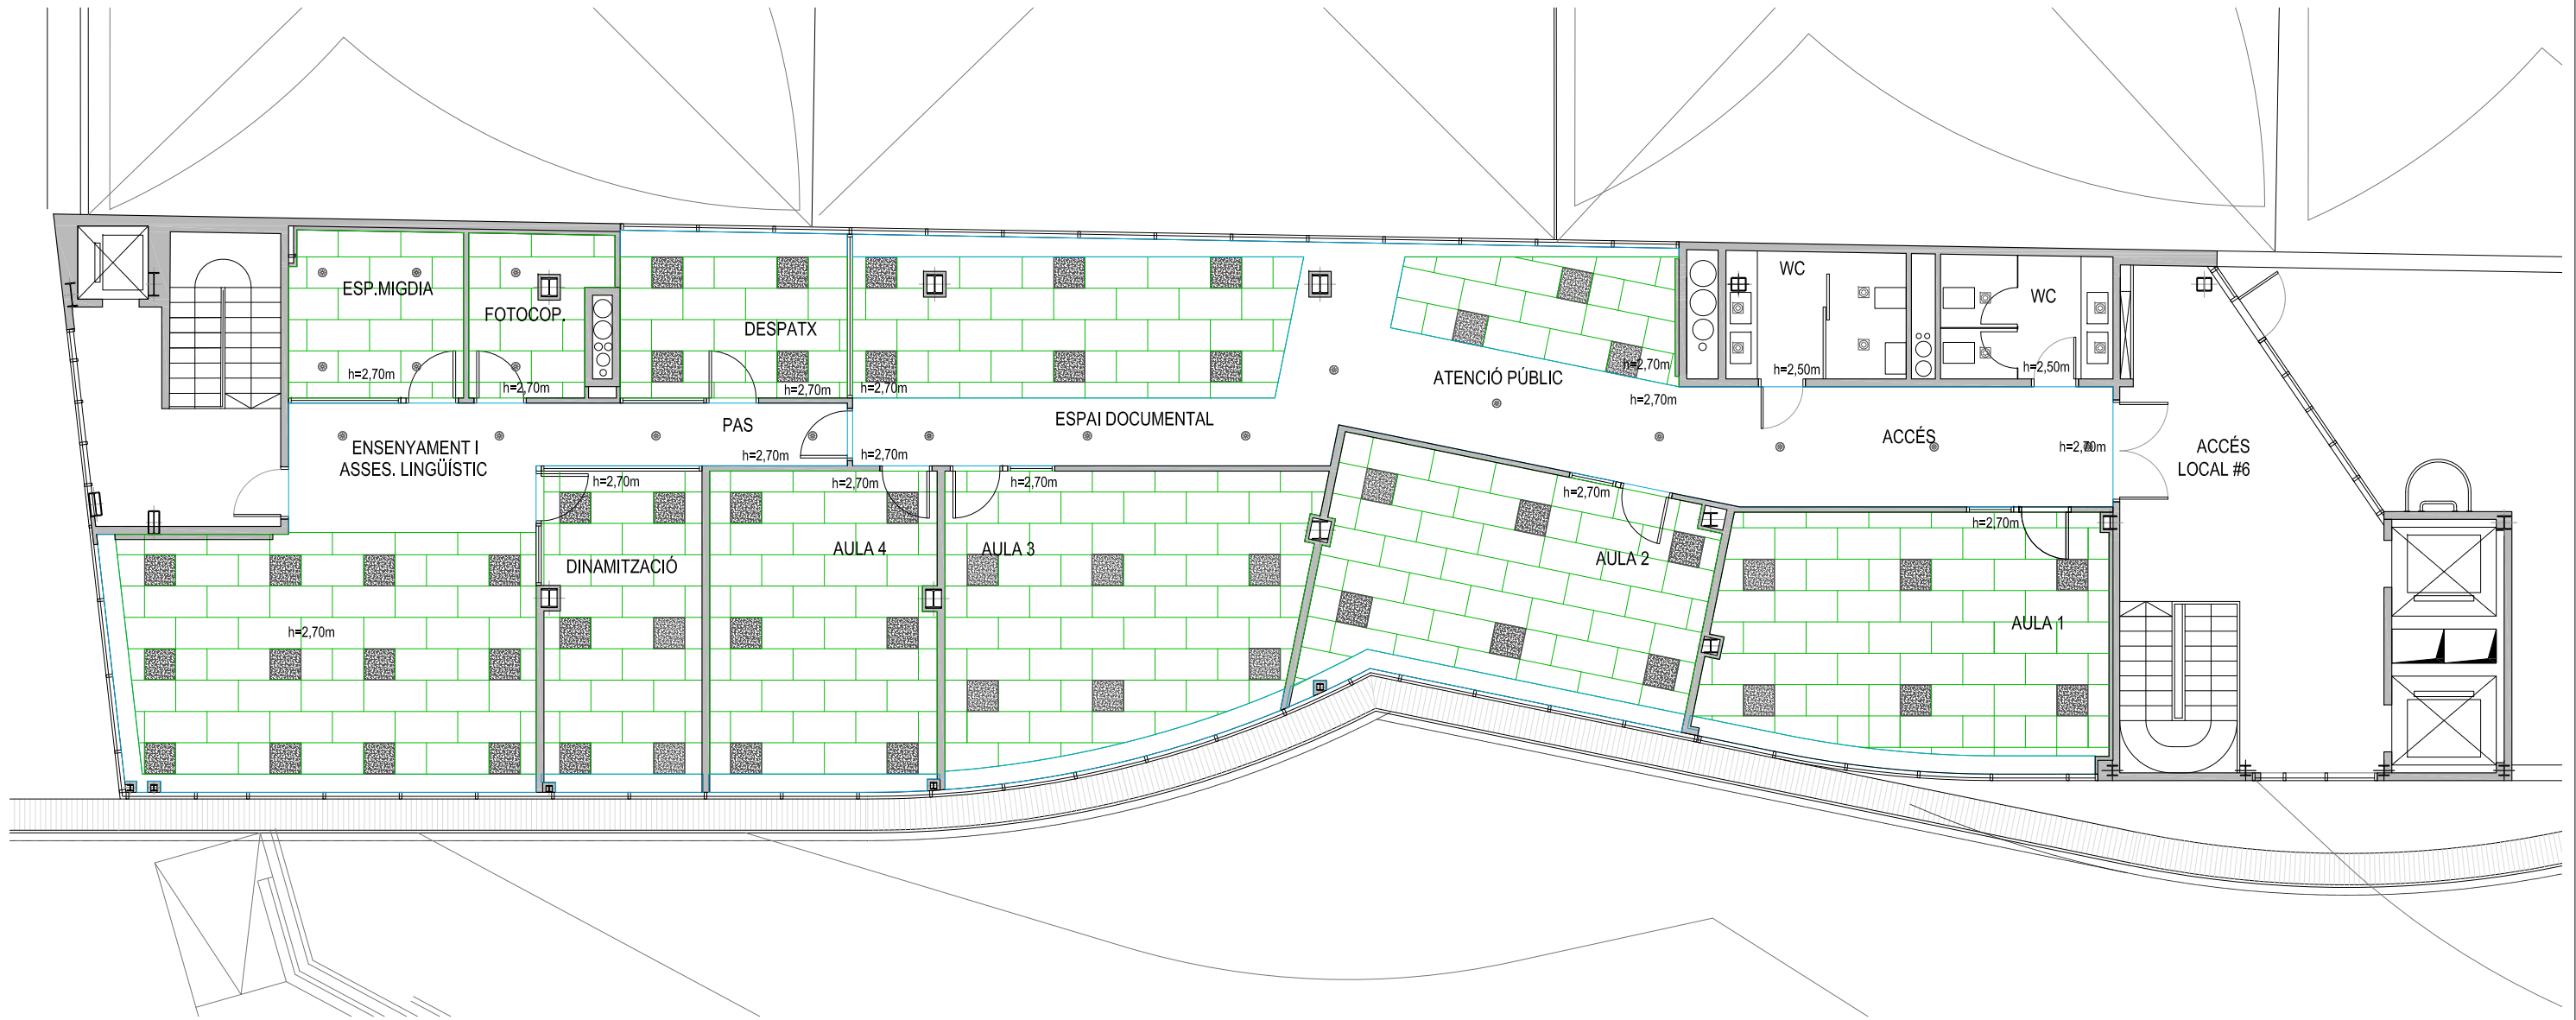 WC
ESP.MIGDIA
WC
FOTOCOP.
DESPATX
h=2,70m
h=2,50m
h=2,50m
h=2,70m
ATENCIÓ PÚBLIC
h=2,70m
h=2,70m
h=2,70m
h=2,70m
h=2,70m
ESPAI DOCUMENTAL
PAS
ACCÉS
ENSENYAMENT I
ASSES. LINGÜÍSTIC
h=2,70m
h=2,70m
h=2,70m
ACCÉS
LOCAL #6
h=2,70m
h=2,70m
h=2,70m
h=2,70m
h=2,70m
AULA 4
AULA 3
AULA 2
DINAMITZACIÓ
AULA 1
h=2,70m